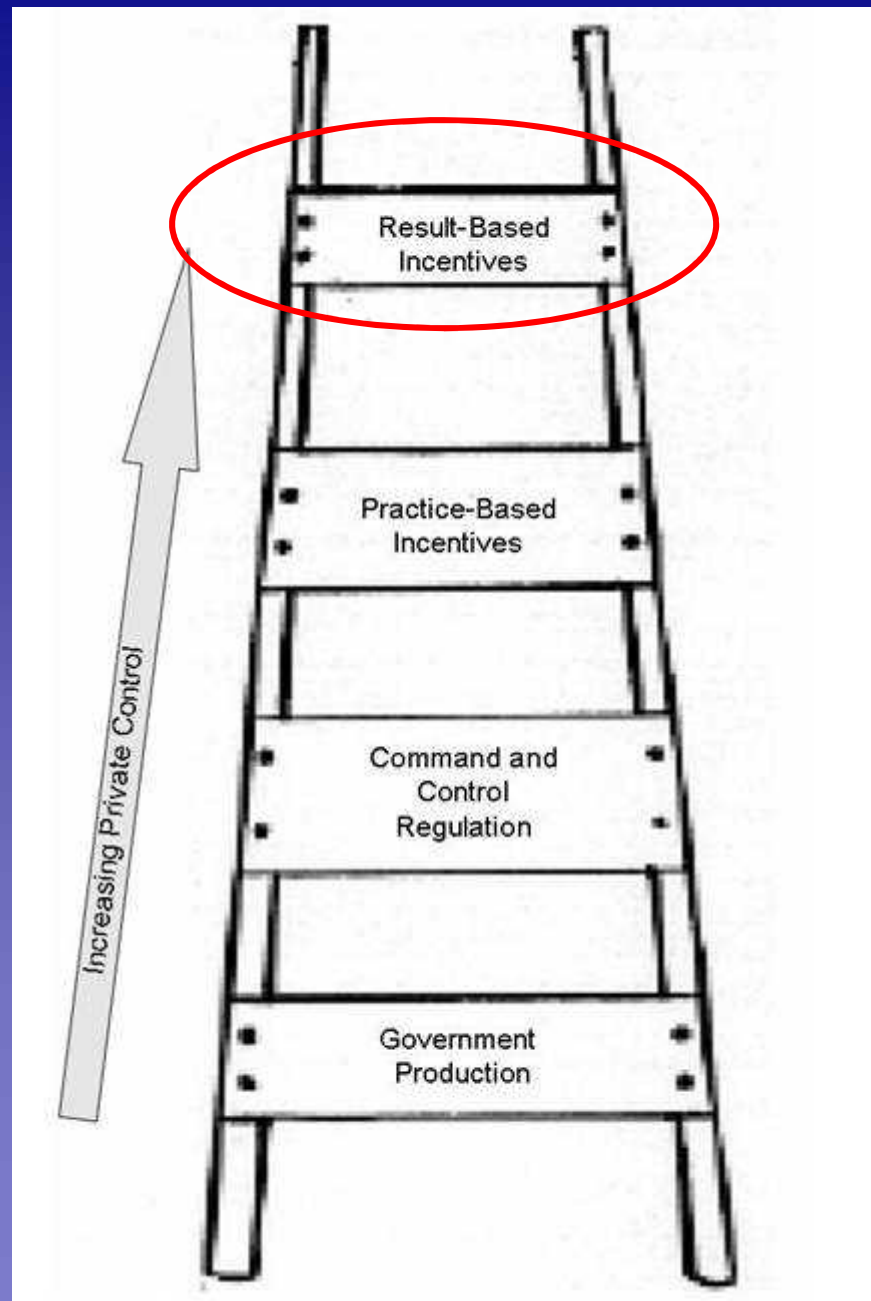 Result-Based
Incentives
Practice-Based
Incentives
Command and
Control
Regulation
Government
Production
Increasing Private Control